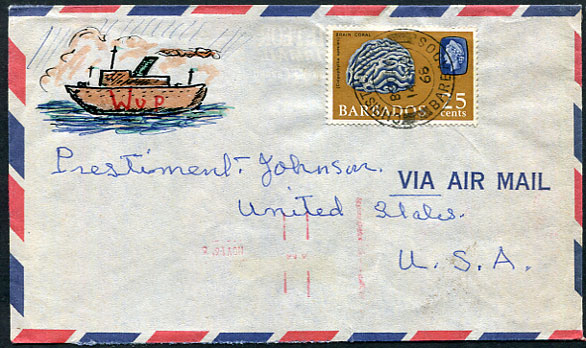 BRAIN CORAL
BARBADOS
25
cents
WUP
Prestiment. Johnson.
VIA AIR MAIL
United States.
U. S. A.